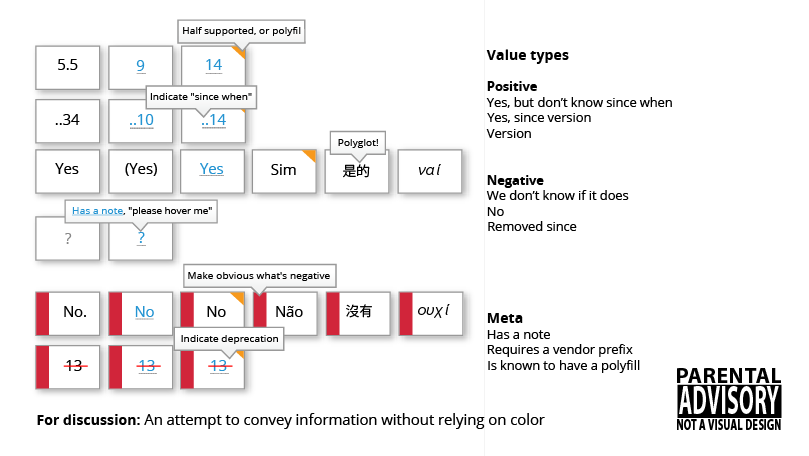 Half supported, or polyfil
5.5
9
14
Indicate "since when"
..34
..10
..14
Polyglot!
Yes
(Yes)
Yes
Sim
是的
ναί
Has a note, "please hover me"
?
?
Make obvious what's negative
No.
No
No
Não
沒有
ουχί
Indicate deprecation
13
13
13
For discussion: An attempt to convey information without relying on color
Value types
Positive
Yes, but don't know since when
Yes, since version
Version
Negative
We don't know if it does
No
Removed since
Meta
Has a note
Requires a vendor prefix
Is known to have a polyfill
PARENTAL
ADVISORY
NOT A VISUAL DESIGN